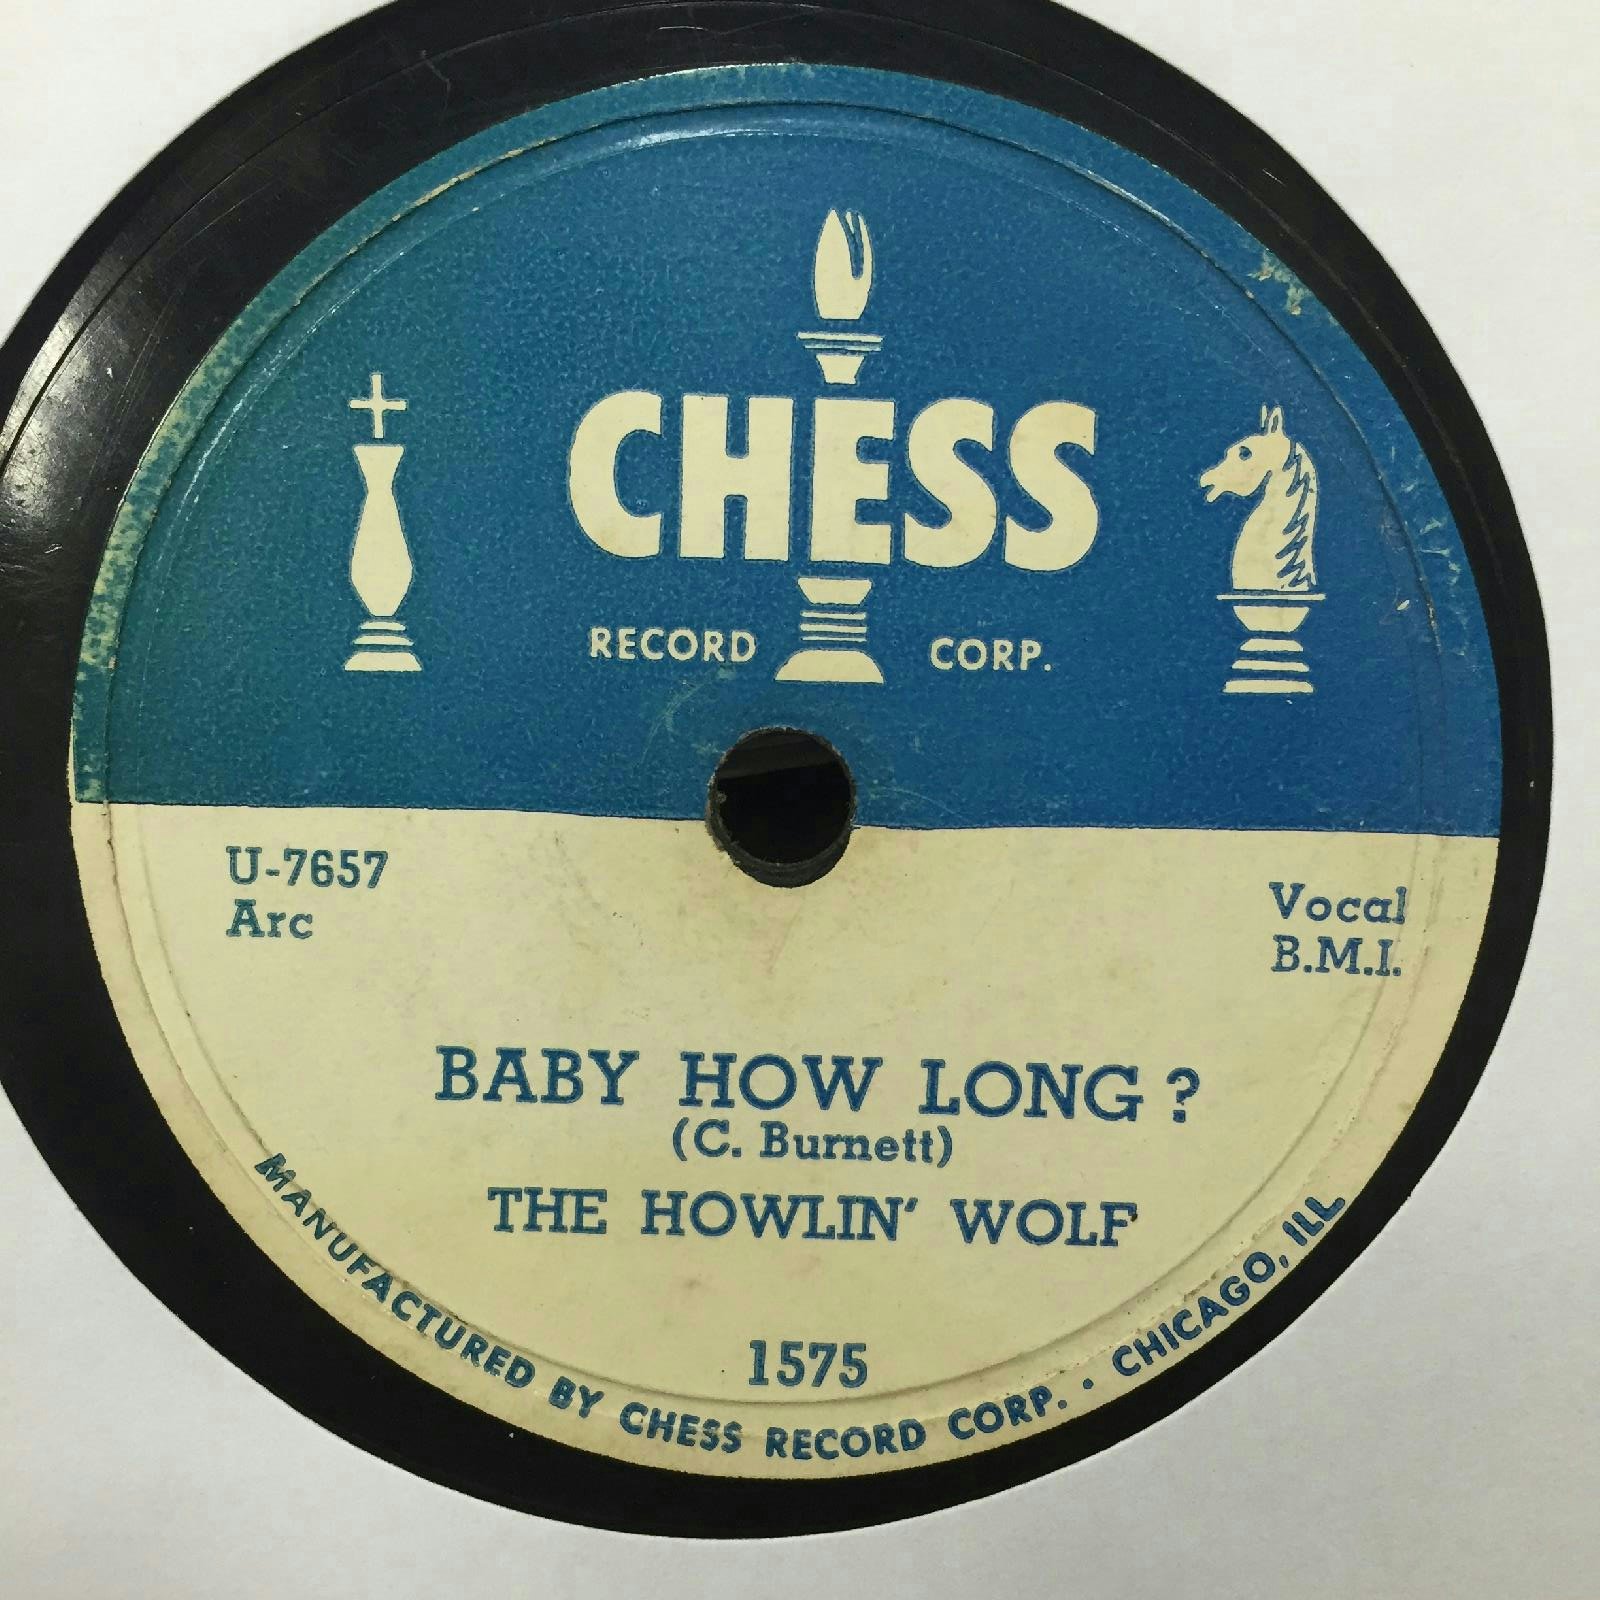 CHESS
RECORD CORP.
U-7657
Arc
Vocal
B.M.I.
BABY HOW LONG?
(C. Burnett)
THE HOWLIN' WOLF
1575
MANUFACTURED BY CHESS RECORD CORP. · CHICAGO, ILL